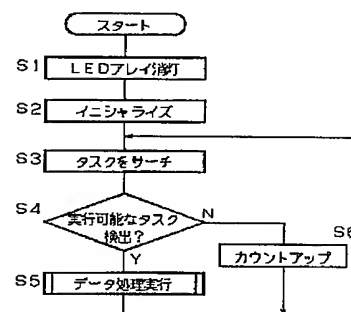 スタート
S1 LEDアレイ消灯
S2 イニシャライズ
S3 タスクをサーチ
S4 実行可能なタスク
検出?
N
Y
S6
カウントアップ
S5 データ処理実行